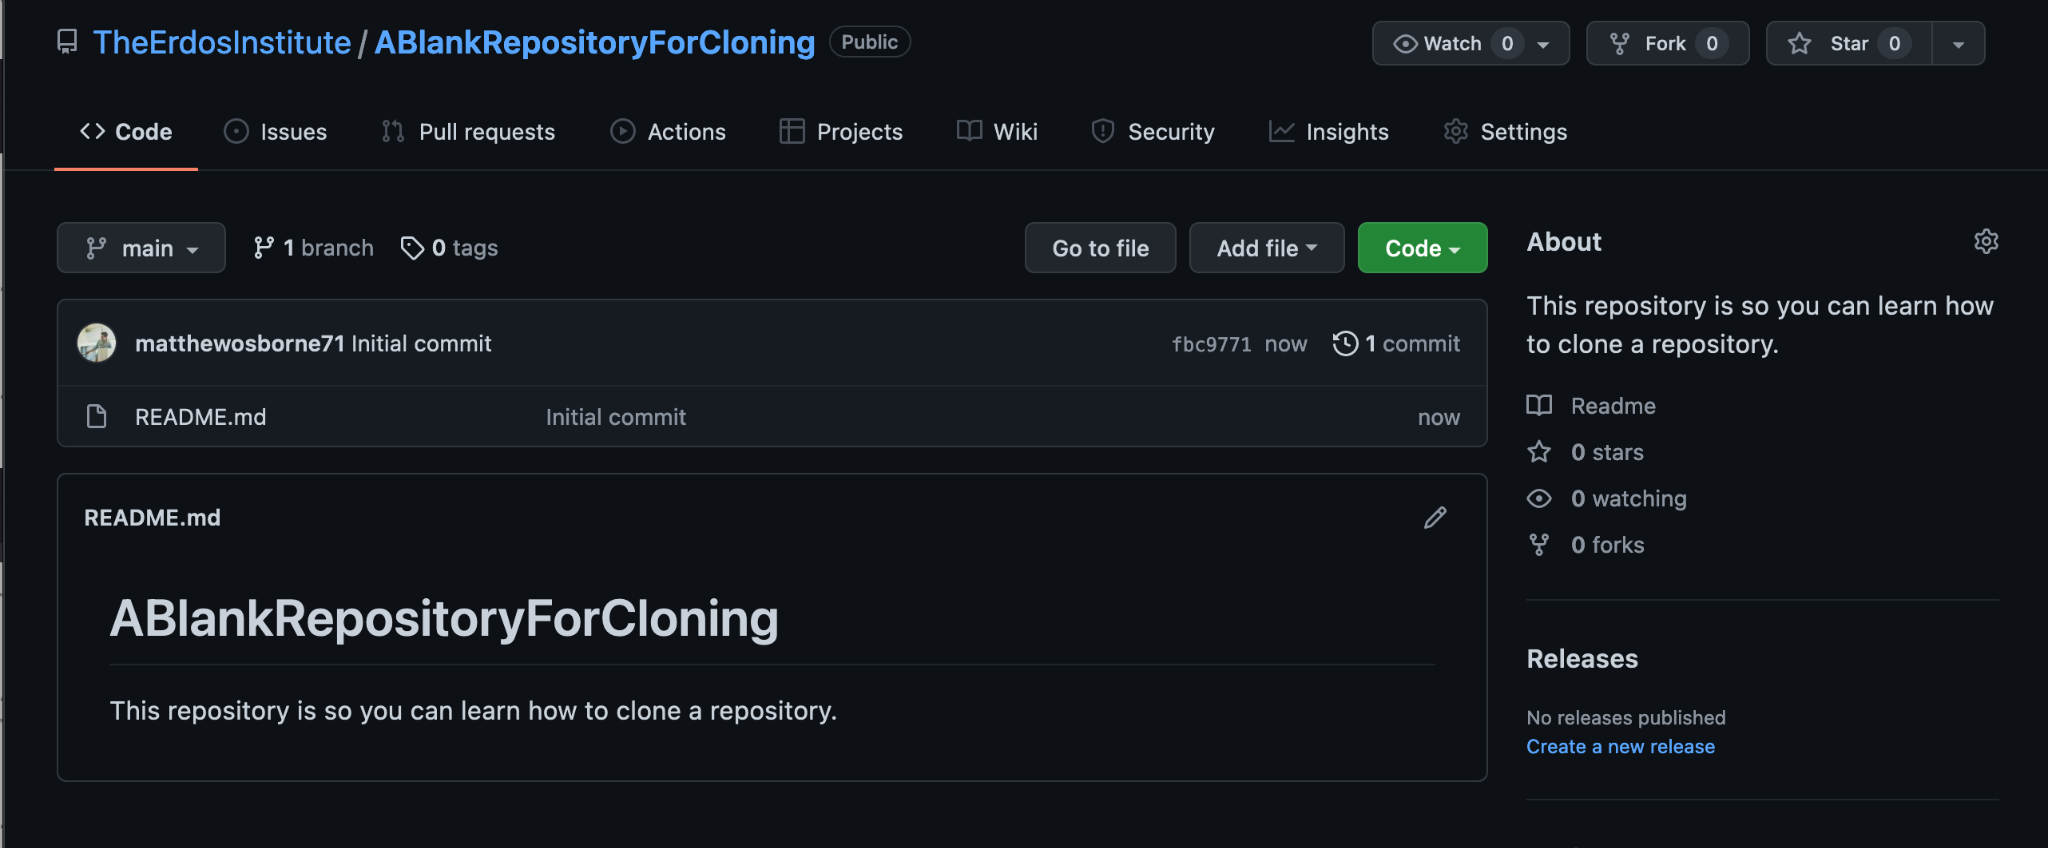 TheErdosInstitute / ABlankRepositoryForCloning Public Watch 0 Fork 0 Star 0
Code Issues Pull requests Actions Projects Wiki Security Insights Settings
main 1 branch 0 tags Go to file Add file Code
matthewosborne71 Initial commit fbc9771 now 1 commit
README.md Initial commit now
README.md
ABlankRepositoryForCloning
This repository is so you can learn how to clone a repository.
About
This repository is so you can learn how
to clone a repository.
Readme
0 stars
0 watching
0 forks
Releases
No releases published
Create a new release